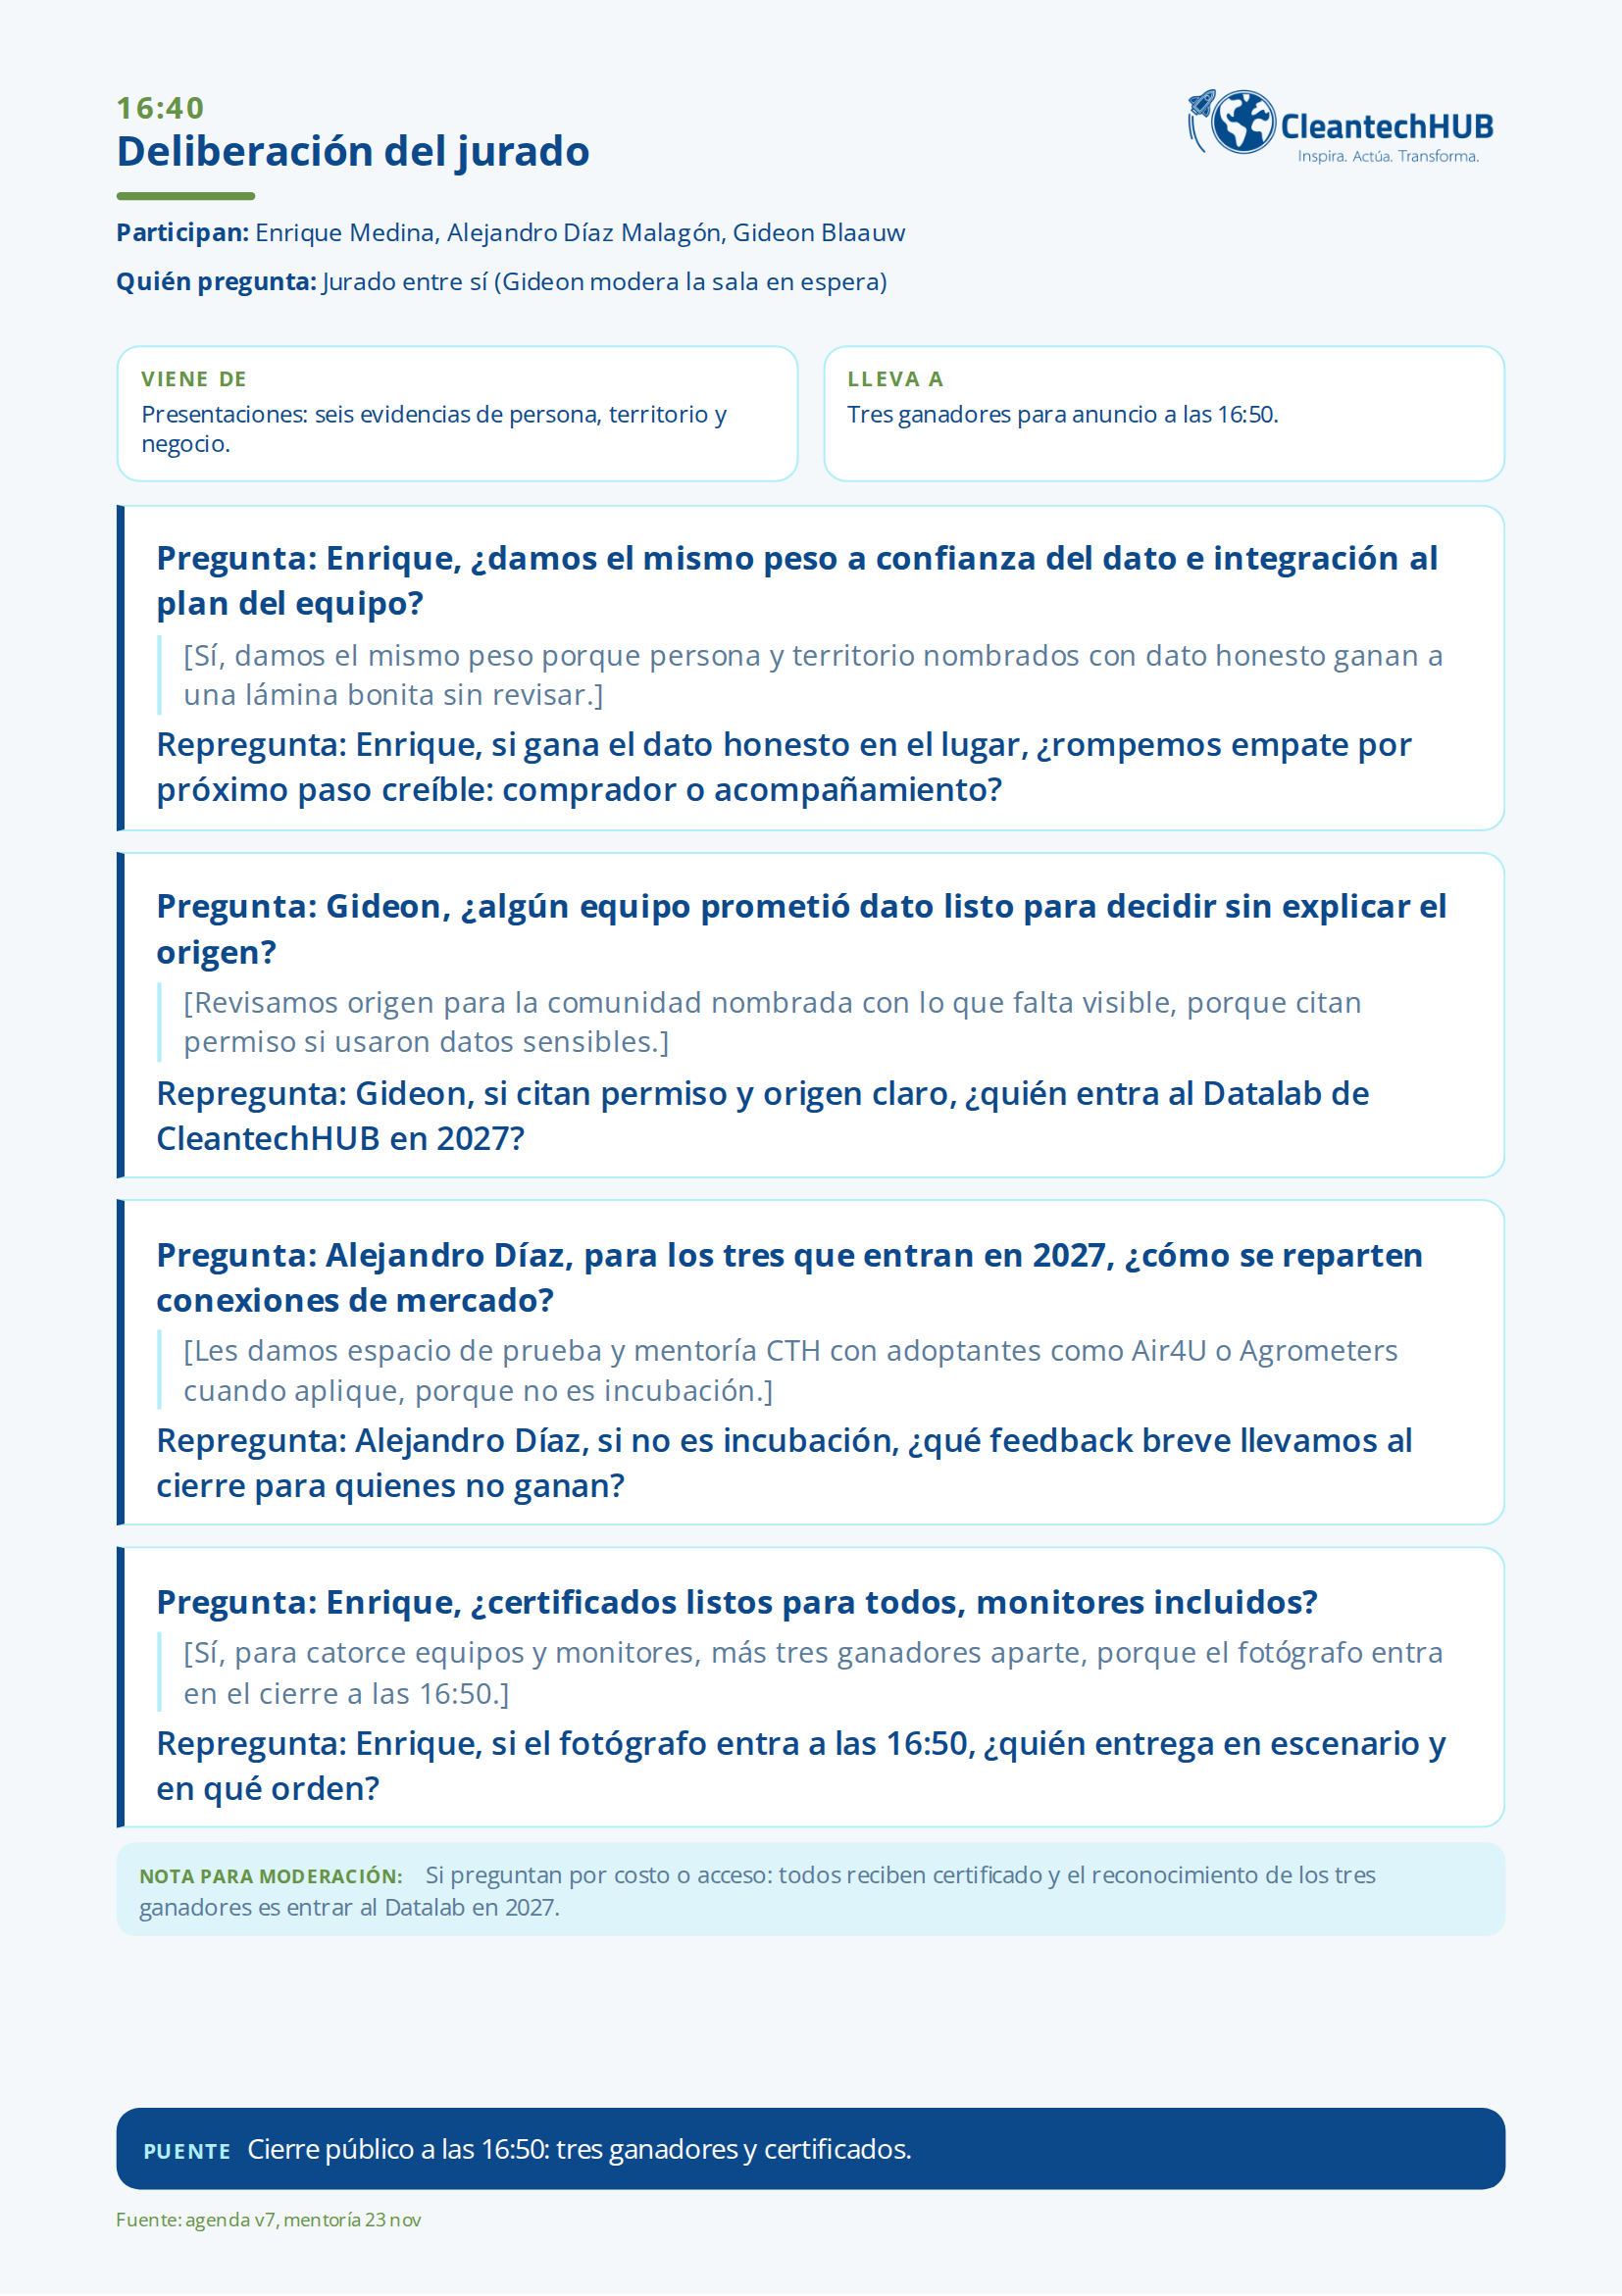 16:40
Deliberación del jurado
CleantechHUB
Inspira. Actúa. Transforma.
Participan: Enrique Medina, Alejandro Díaz Malagón, Gideon Blaauw
Quién pregunta: Jurado entre sí (Gideon modera la sala en espera)
VIENE DE
Presentaciones: seis evidencias de persona, territorio y
negocio.
LLEVA A
Tres ganadores para anuncio a las 16:50.
Pregunta: Enrique, ¿damos el mismo peso a confianza del dato e integración al
plan del equipo?
[Sí, damos el mismo peso porque persona y territorio nombrados con dato honesto ganan a
una lámina bonita sin revisar.]
Repregunta: Enrique, si gana el dato honesto en el lugar, ¿rompemos empate por
próximo paso creíble: comprador o acompañamiento?
Pregunta: Gideon, ¿algún equipo prometió dato listo para decidir sin explicar el
origen?
[Revisamos origen para la comunidad nombrada con lo que falta visible, porque citan
permiso si usaron datos sensibles.]
Repregunta: Gideon, si citan permiso y origen claro, ¿quién entra al Datalab de
CleantechHUB en 2027?
Pregunta: Alejandro Díaz, para los tres que entran en 2027, ¿cómo se reparten
conexiones de mercado?
[Les damos espacio de prueba y mentoría CTH con adoptantes como Air4U o Agrometers
cuando aplique, porque no es incubación.]
Repregunta: Alejandro Díaz, si no es incubación, ¿qué feedback breve llevamos al
cierre para quienes no ganan?
Pregunta: Enrique, ¿certificados listos para todos, monitores incluidos?
[Sí, para catorce equipos y monitores, más tres ganadores aparte, porque el fotógrafo entra
en el cierre a las 16:50.]
Repregunta: Enrique, si el fotógrafo entra a las 16:50, ¿quién entrega en escenario y
en qué orden?
NOTA PARA MODERACIÓN: Si preguntan por costo o acceso: todos reciben certificado y el reconocimiento de los tres
ganadores es entrar al Datalab en 2027.
PUENTE Cierre público a las 16:50: tres ganadores y certificados.
Fuente: agenda v7, mentoría 23 nov